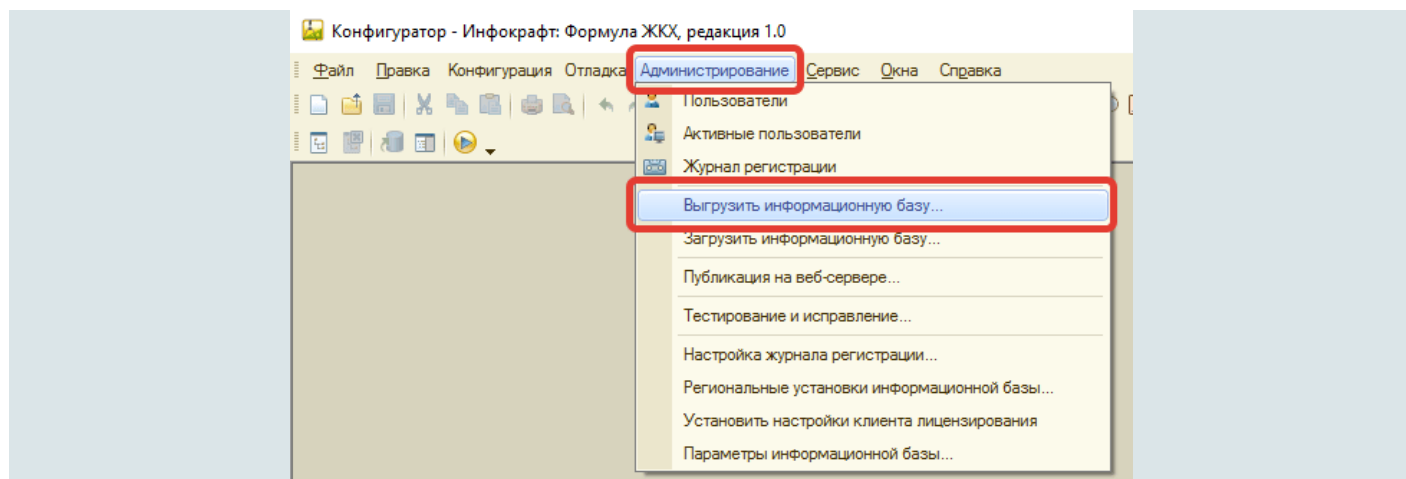 Конфигуратор - Инфокрафт: Формула ЖКХ, редакция 1.0
Файл Правка Конфигурация Отладка Администрирование Сервис Окна Справка
Пользователи
Активные пользователи
Журнал регистрации
Выгрузить информационную базу...
Загрузить информационную базу...
Публикация на веб-сервере...
Тестирование и исправление...
Настройка журнала регистрации...
Региональные установки информационной базы...
Установить настройки клиента лицензирования
Параметры информационной базы...